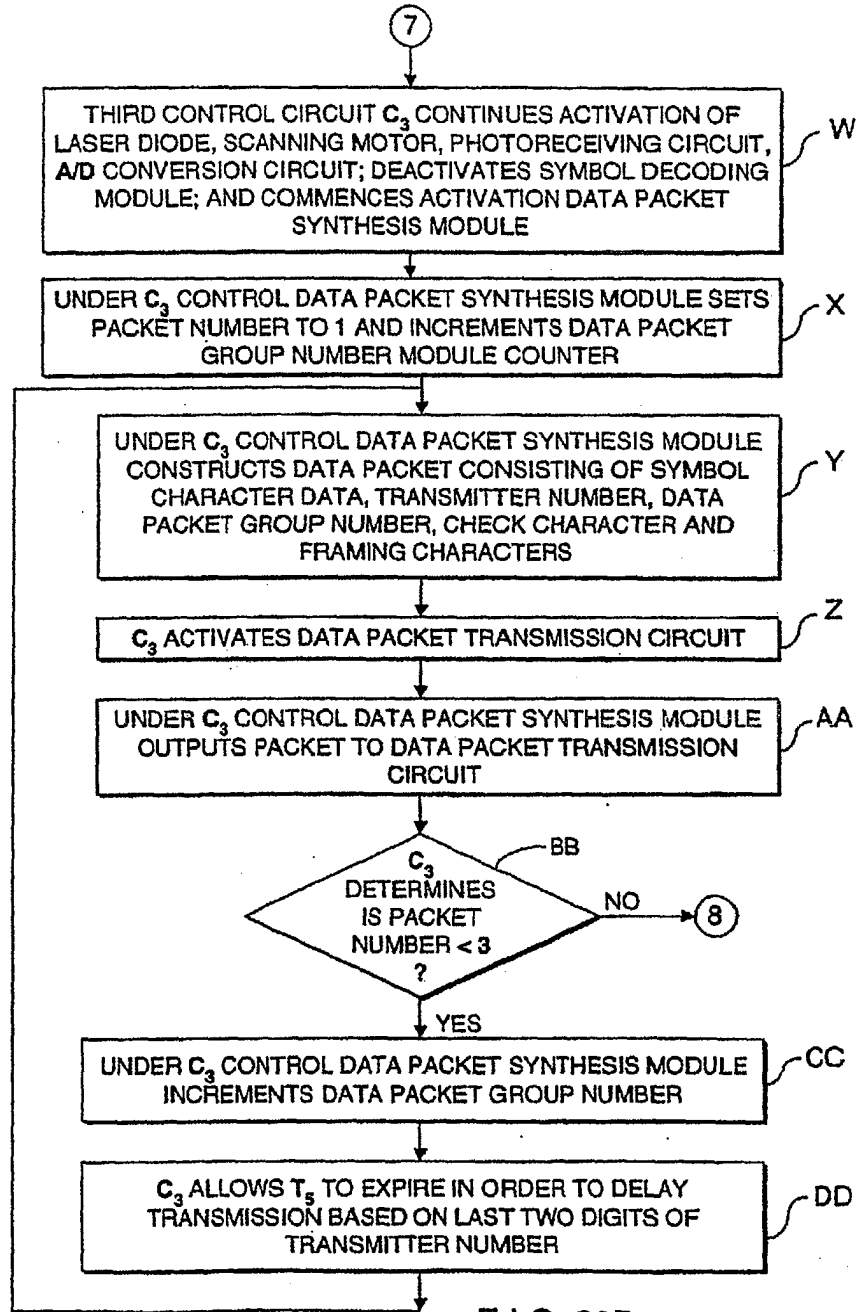 7
THIRD CONTROL CIRCUIT C₃ CONTINUES ACTIVATION OF
LASER DIODE, SCANNING MOTOR, PHOTORECEIVING CIRCUIT,
A/D CONVERSION CIRCUIT; DEACTIVATES SYMBOL DECODING
MODULE; AND COMMENCES ACTIVATION DATA PACKET
SYNTHESIS MODULE
W
UNDER C₃ CONTROL DATA PACKET SYNTHESIS MODULE SETS
PACKET NUMBER TO 1 AND INCREMENTS DATA PACKET
GROUP NUMBER MODULE COUNTER
X
UNDER C₃ CONTROL DATA PACKET SYNTHESIS MODULE
CONSTRUCTS DATA PACKET CONSISTING OF SYMBOL
CHARACTER DATA, TRANSMITTER NUMBER, DATA
PACKET GROUP NUMBER, CHECK CHARACTER AND
FRAMING CHARACTERS
Y
C₃ ACTIVATES DATA PACKET TRANSMISSION CIRCUIT
Z
UNDER C₃ CONTROL DATA PACKET SYNTHESIS MODULE
OUTPUTS PACKET TO DATA PACKET TRANSMISSION
CIRCUIT
AA
C₃
DETERMINES
IS PACKET
NUMBER < 3
?
BB
NO
8
YES
UNDER C₃ CONTROL DATA PACKET SYNTHESIS MODULE
INCREMENTS DATA PACKET GROUP NUMBER
CC
C₃ ALLOWS T₅ TO EXPIRE IN ORDER TO DELAY
TRANSMISSION BASED ON LAST TWO DIGITS OF
TRANSMITTER NUMBER
DD